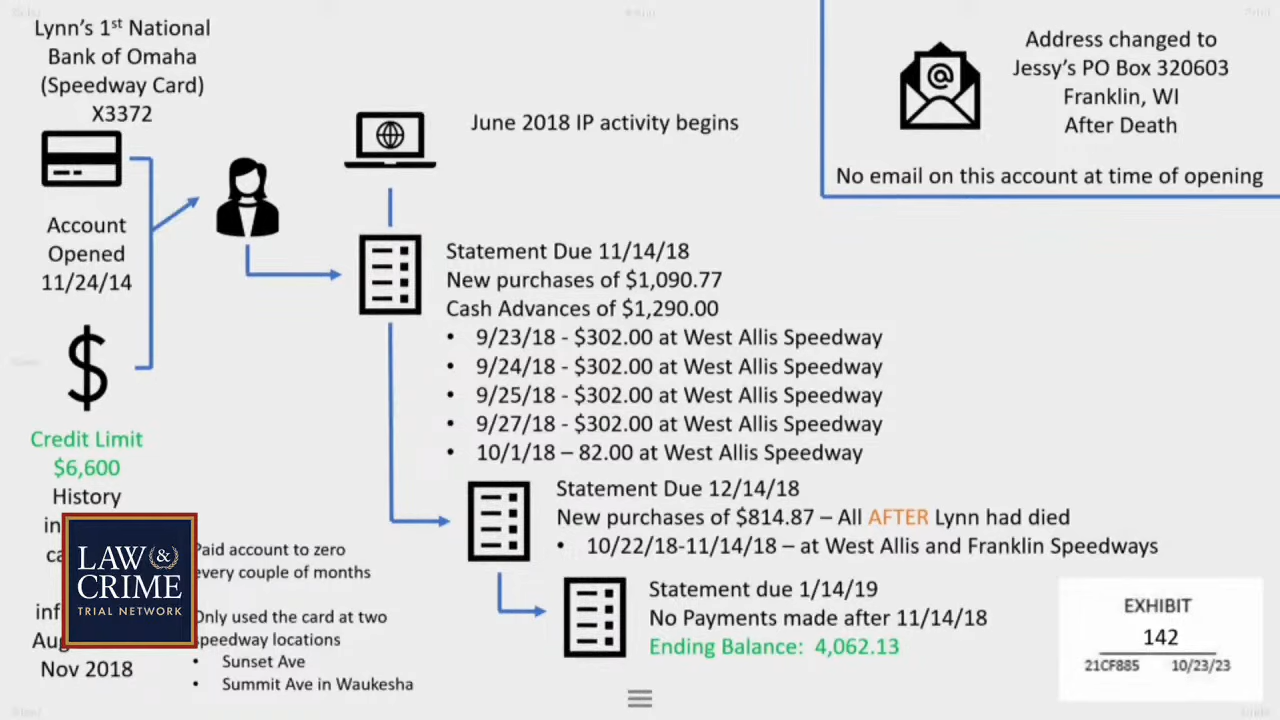 Lynn's 1st National
Bank of Omaha
(Speedway Card)
X3372
Account
Opened
11/24/14
Credit Limit
$6,600
History
Nov 2018
Paid account to zero
every couple of months
Only used the card at two
speedway locations
• Sunset Ave
• Summit Ave in Waukesha
June 2018 IP activity begins
Statement Due 11/14/18
New purchases of $1,090.77
Cash Advances of $1,290.00
• 9/23/18 - $302.00 at West Allis Speedway
• 9/24/18 - $302.00 at West Allis Speedway
• 9/25/18 - $302.00 at West Allis Speedway
• 9/27/18 - $302.00 at West Allis Speedway
• 10/1/18 – 82.00 at West Allis Speedway
Statement Due 12/14/18
New purchases of $814.87 – All AFTER Lynn had died
• 10/22/18-11/14/18 – at West Allis and Franklin Speedways
Statement due 1/14/19
No Payments made after 11/14/18
Ending Balance: 4,062.13
@
Address changed to
Jessy's PO Box 320603
Franklin, WI
After Death
No email on this account at time of opening
LAW &
CRIME
TRIAL NETWORK
EXHIBIT
142
21CF885 10/23/23